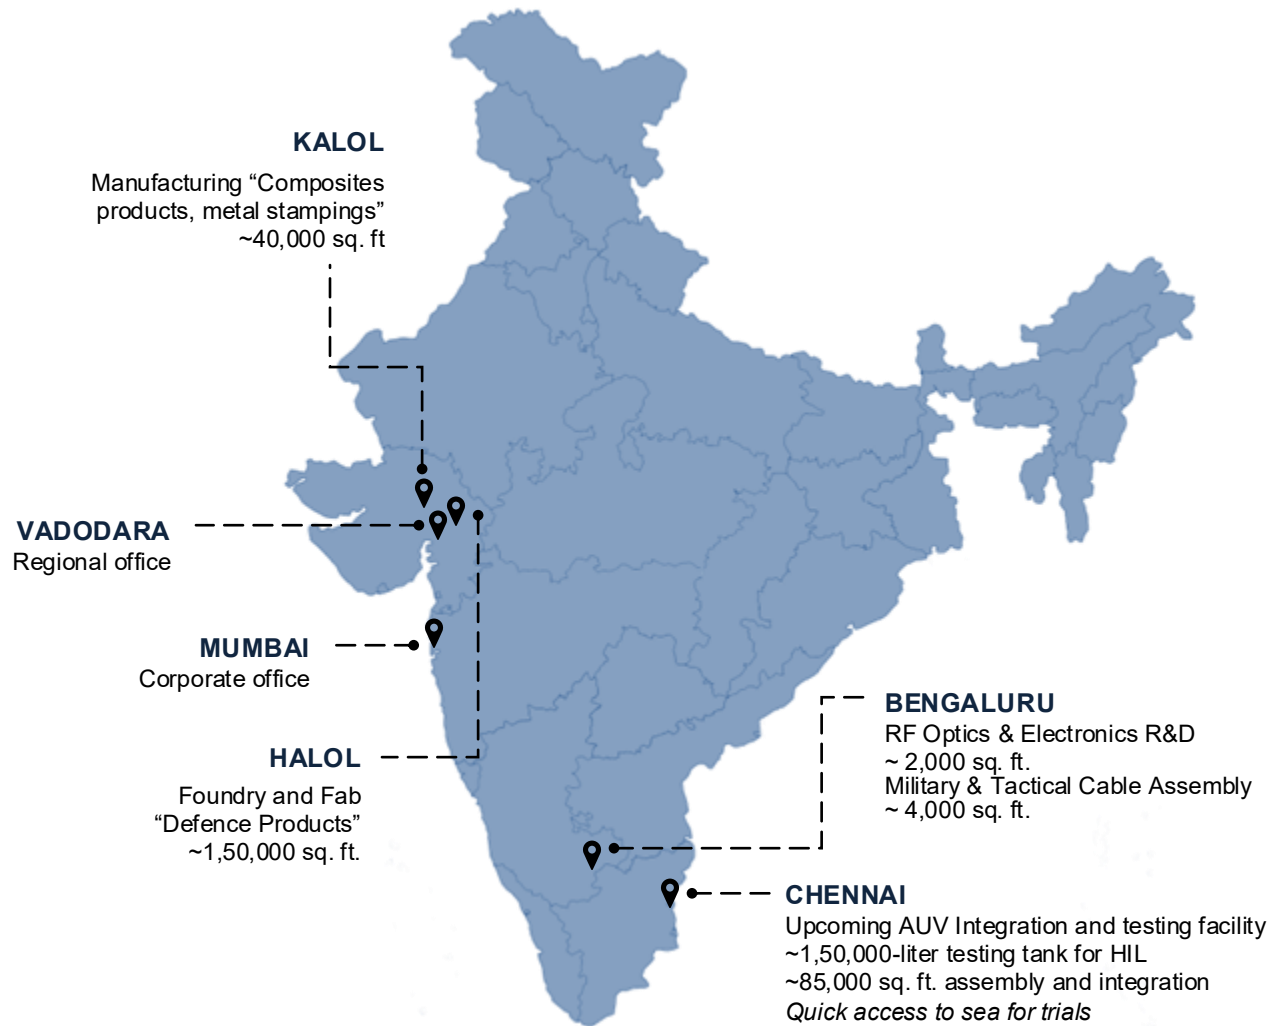 KALOL
Manufacturing “Composites
products, metal stampings”
~40,000 sq. ft
VADODARA
Regional office
MUMBAI
Corporate office
HALOL
Foundry and Fab
“Defence Products”
~1,50,000 sq. ft.
BENGALURU
RF Optics & Electronics R&D
~ 2,000 sq. ft.
Military & Tactical Cable Assembly
~ 4,000 sq. ft.
CHENNAI
Upcoming AUV Integration and testing facility
~1,50,000-liter testing tank for HIL
~85,000 sq. ft. assembly and integration
Quick access to sea for trials